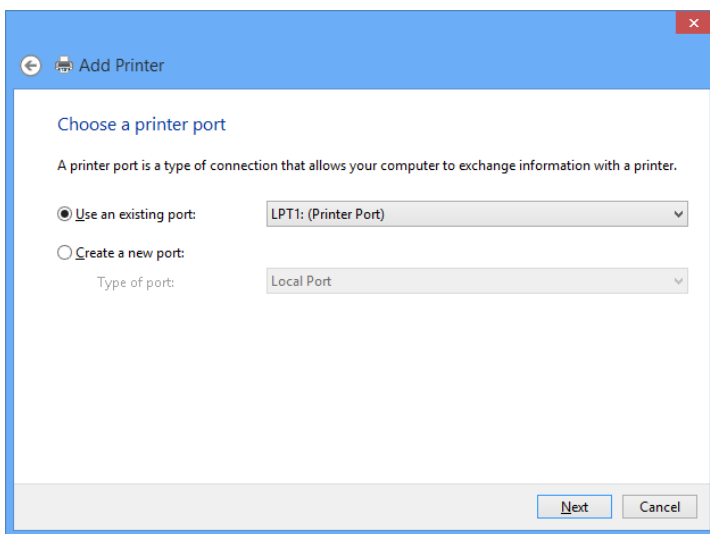 Add Printer
Choose a printer port
A printer port is a type of connection that allows your computer to exchange information with a printer.
Use an existing port: LPT1: (Printer Port)
Create a new port:
Type of port: Local Port
Next Cancel